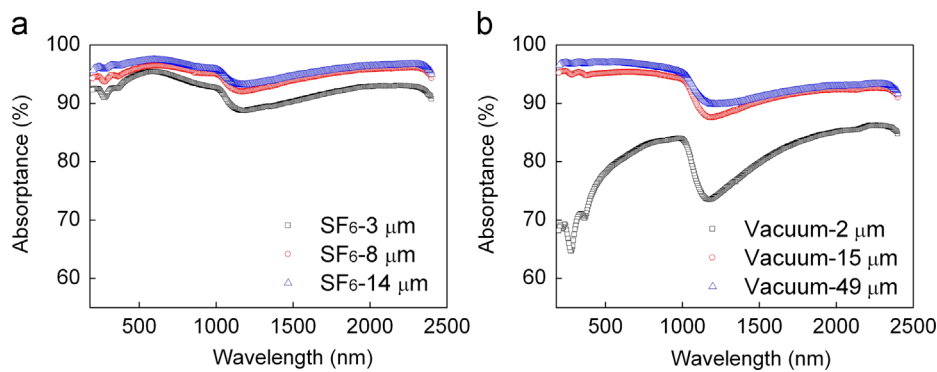 a
100
90
80
70
60
Absorptance (%)
SF₆-3 μm
SF₆-8 μm
SF₆-14 μm
500 1000 1500 2000 2500
Wavelength (nm)
b
100
90
80
70
60
Absorptance (%)
Vacuum-2 μm
Vacuum-15 μm
Vacuum-49 μm
500 1000 1500 2000 2500
Wavelength (nm)